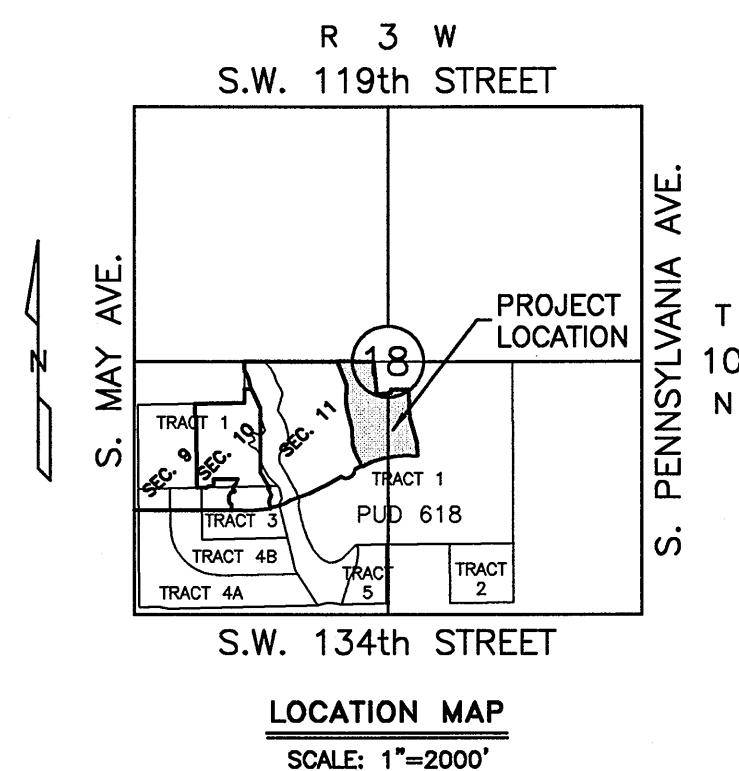 R 3 W
S.W. 119th STREET
S. MAY AVE.
S. PENNSYLVANIA AVE.
T
10
N
N
PROJECT
LOCATION
18
TRACT 1
SEC. 9
SEC. 10
SEC. 11
TRACT 1
PUD 618
TRACT 3
TRACT 4B
TRACT 4A
TRACT
5
TRACT
2
S.W. 134th STREET
LOCATION MAP
SCALE: 1"=2000'